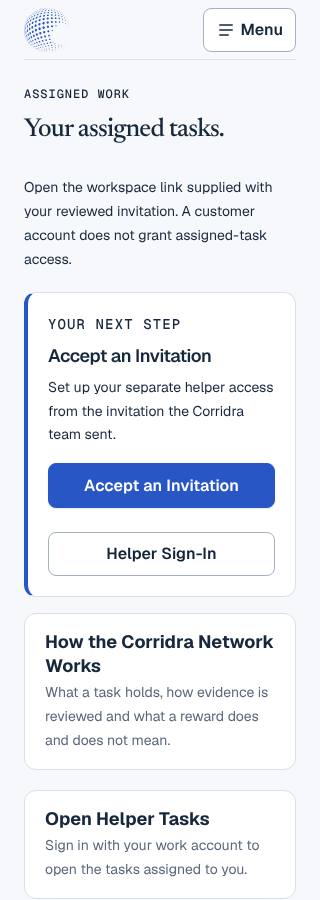 Menu
ASSIGNED WORK
Your assigned tasks.
Open the workspace link supplied with
your reviewed invitation. A customer
account does not grant assigned-task
access.
YOUR NEXT STEP
Accept an Invitation
Set up your separate helper access
from the invitation the Corridra
team sent.
Accept an Invitation
Helper Sign-In
How the Corridra Network
Works
What a task holds, how evidence is
reviewed and what a reward does
and does not mean.
Open Helper Tasks
Sign in with your work account to
open the tasks assigned to you.